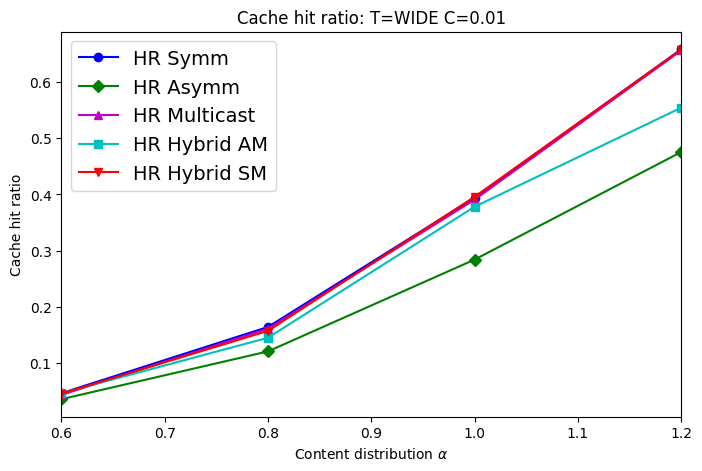 Cache hit ratio: T=WIDE C=0.01
HR Symm
HR Asymm
HR Multicast
HR Hybrid AM
HR Hybrid SM
Cache hit ratio
0.6
0.5
0.4
0.3
0.2
0.1
0.6 0.7 0.8 0.9 1.0 1.1 1.2
Content distribution α